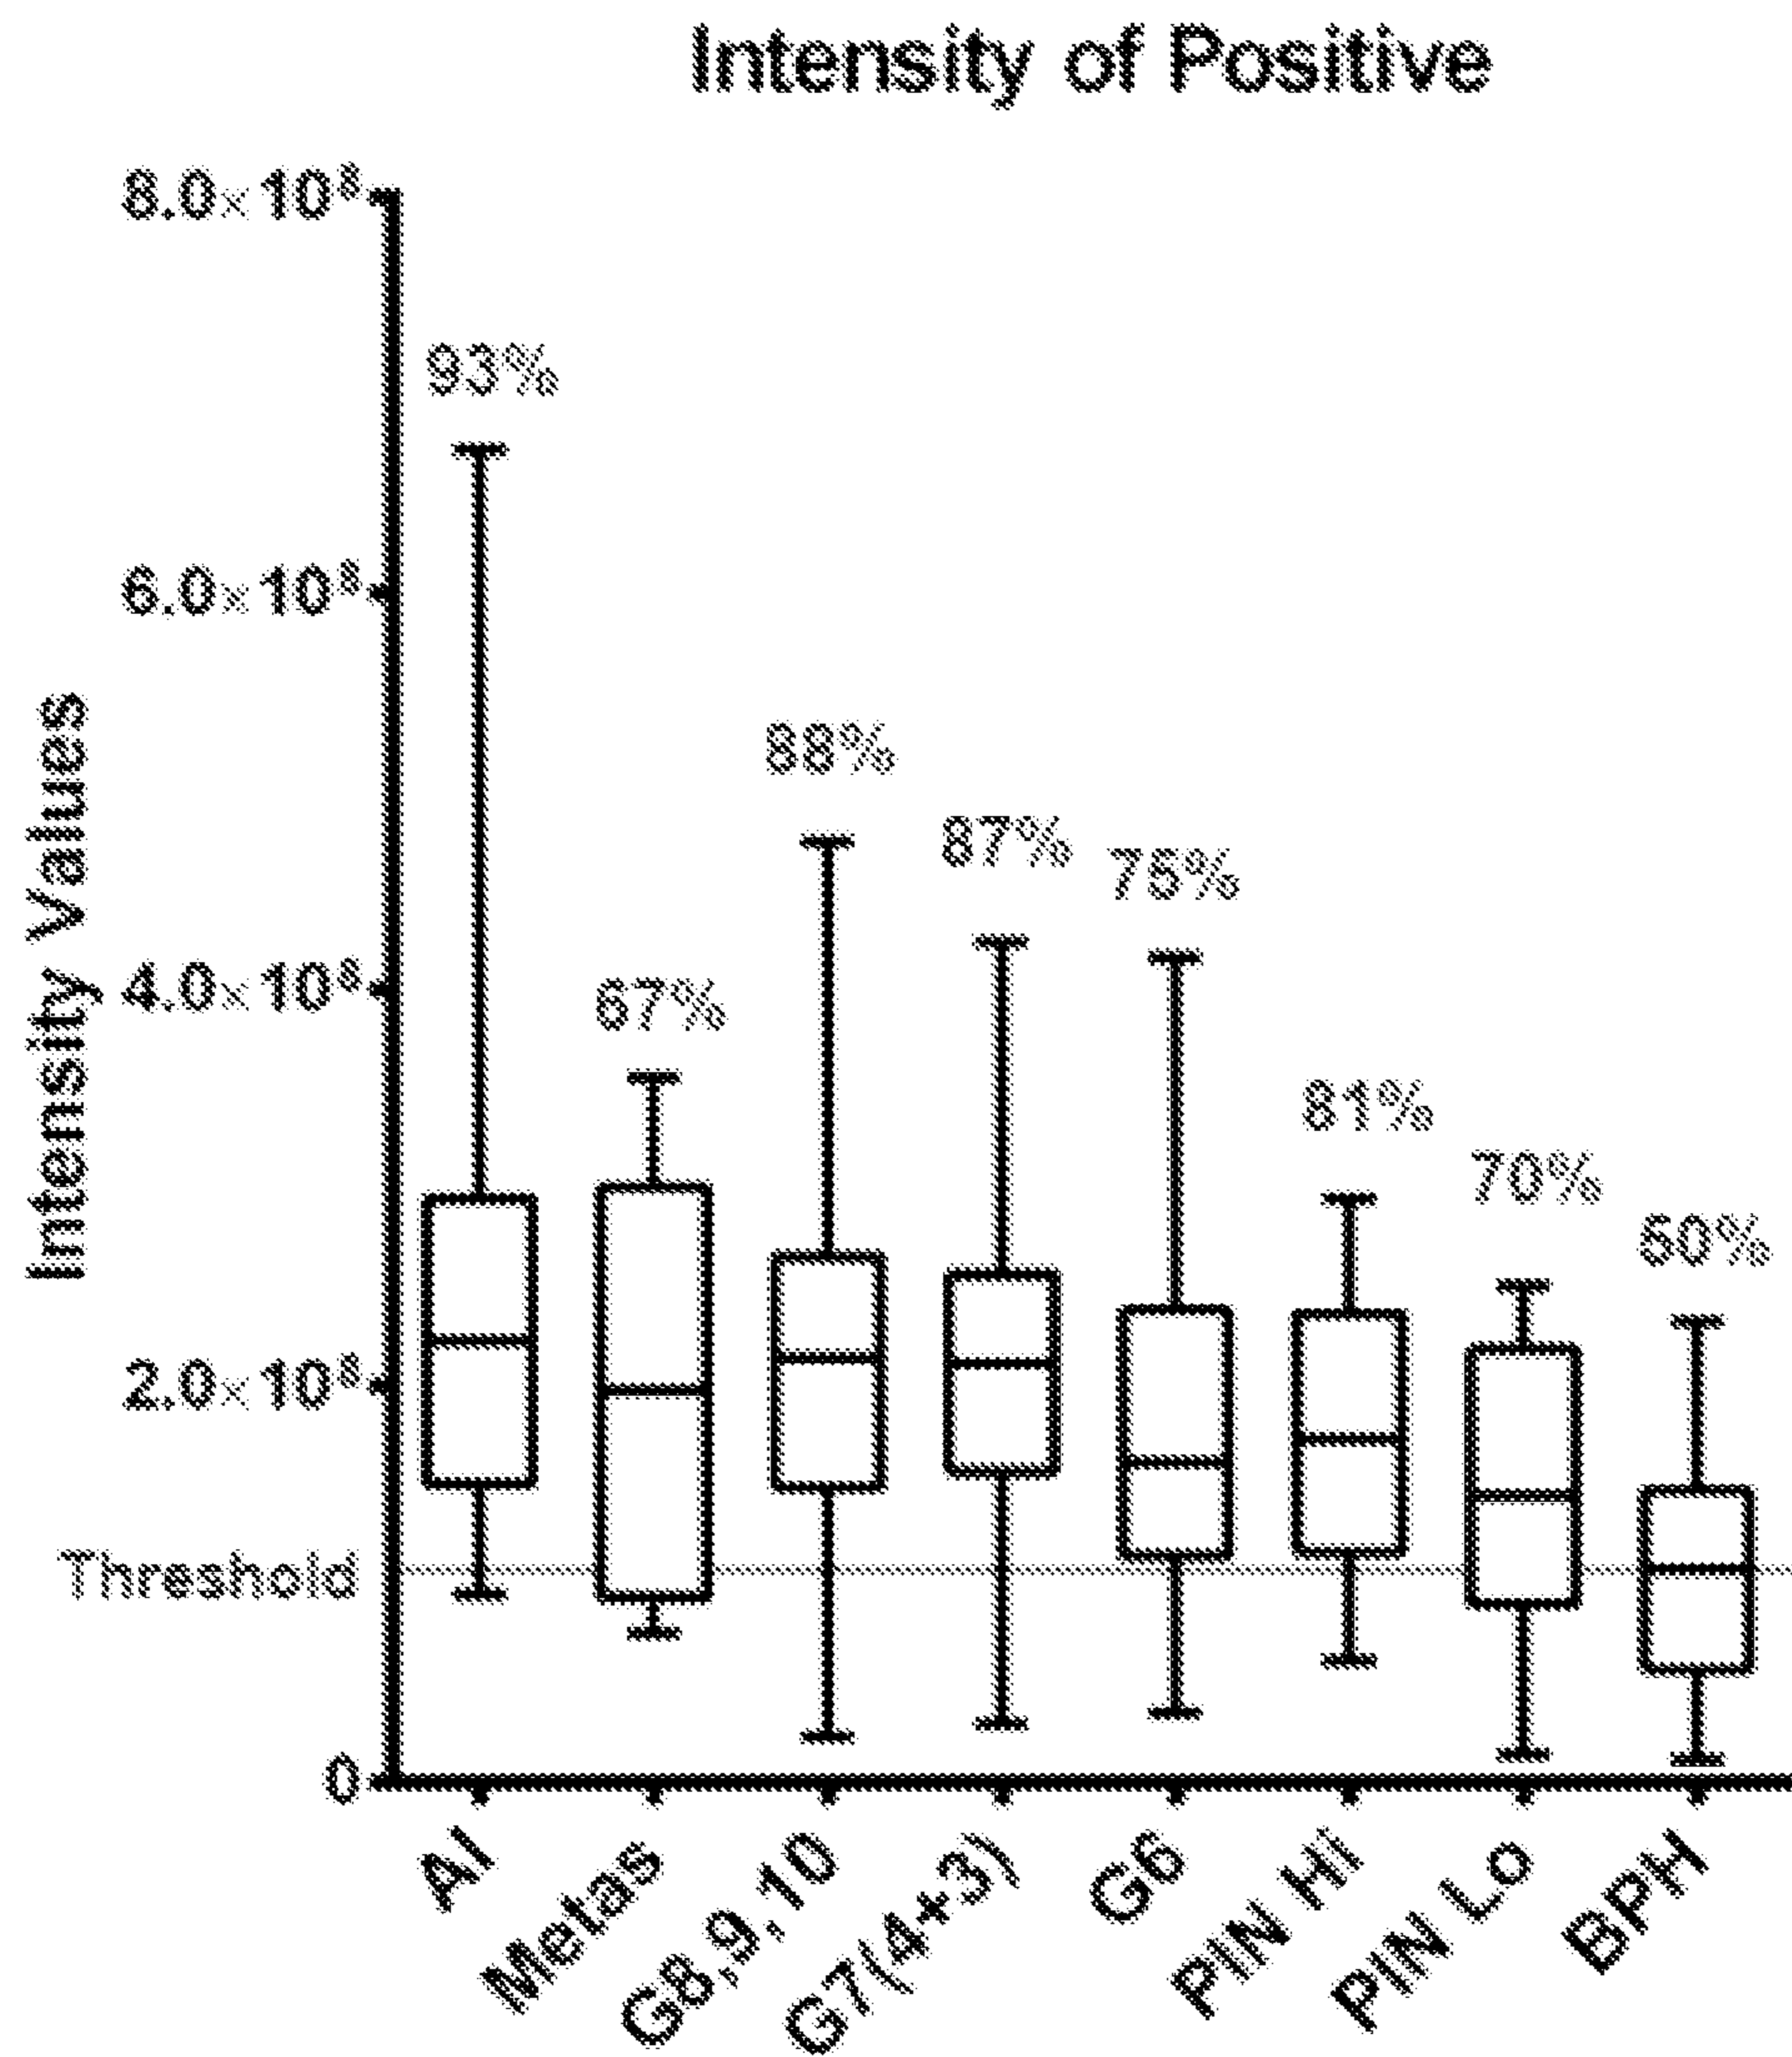 Intensity of Positive
8.0×10⁸
93%
6.0×10⁸
88%
87%
75%
4.0×10⁸
67%
81%
70%
50%
2.0×10⁸
Threshold
0
Intensity Values
AI
Metas
G8,9,10
G7(4+3)
G6
PIN Hi
PIN Lo
BPH